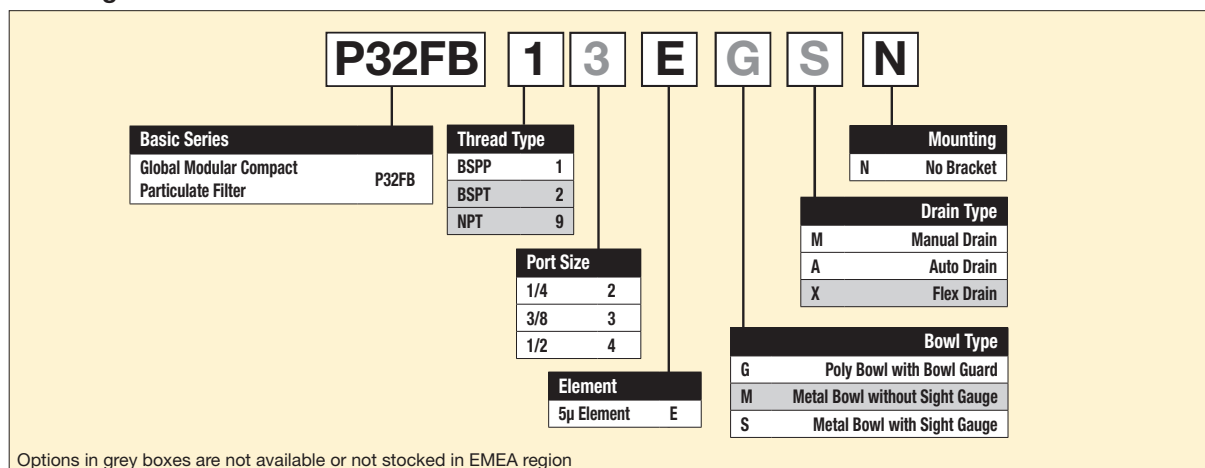 P32FB 1 3 E G S N
Basic Series
Global Modular Compact
Particulate Filter P32FB
Thread Type
BSPP 1
BSPT 2
NPT 9
Port Size
1/4 2
3/8 3
1/2 4
Element
5µ Element E
Mounting
N No Bracket
Drain Type
M Manual Drain
A Auto Drain
X Flex Drain
Bowl Type
G Poly Bowl with Bowl Guard
M Metal Bowl without Sight Gauge
S Metal Bowl with Sight Gauge
Options in grey boxes are not available or not stocked in EMEA region